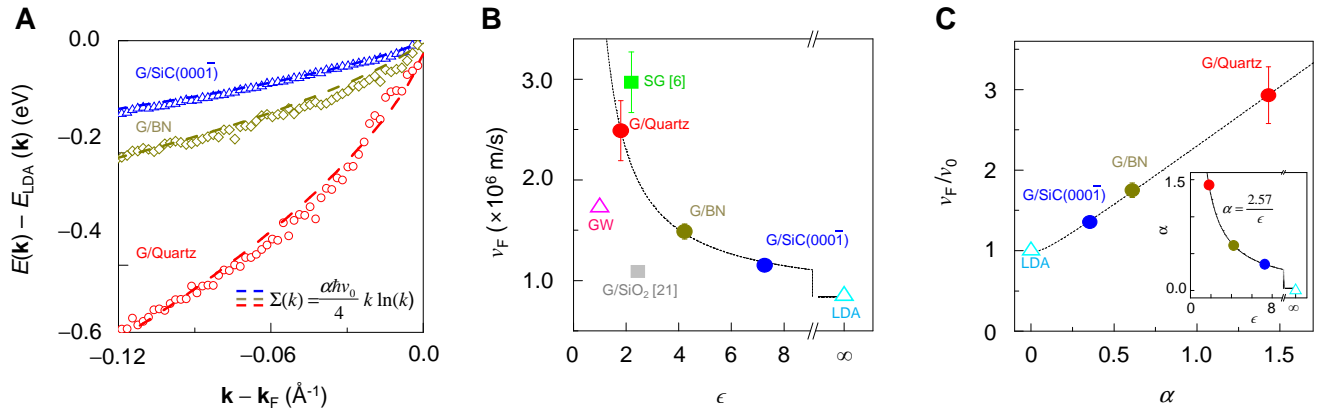 A
0.0
−0.2
−0.4
−0.6
E(k) − E_LDA (k) (eV)
G/SiC(0001̅)
G/BN
G/Quartz
Σ(k) = αħv₀/4 k ln(k)
−0.12
−0.06
0.0
k − k_F (Å⁻¹)
B
3.0
2.0
1.0
v_F (×10⁶ m/s)
SG [6]
G/Quartz
GW
G/BN
G/SiC(0001̅)
G/SiO₂ [21]
LDA
0
2
4
6
8
∞
ϵ
C
4
3
2
1
0
v_F/v₀
G/Quartz
G/BN
G/SiC(0001̅)
LDA
1.5
0.0
α
α = 2.57/ϵ
0
8
∞
ϵ
0.0
0.5
1.0
1.5
α